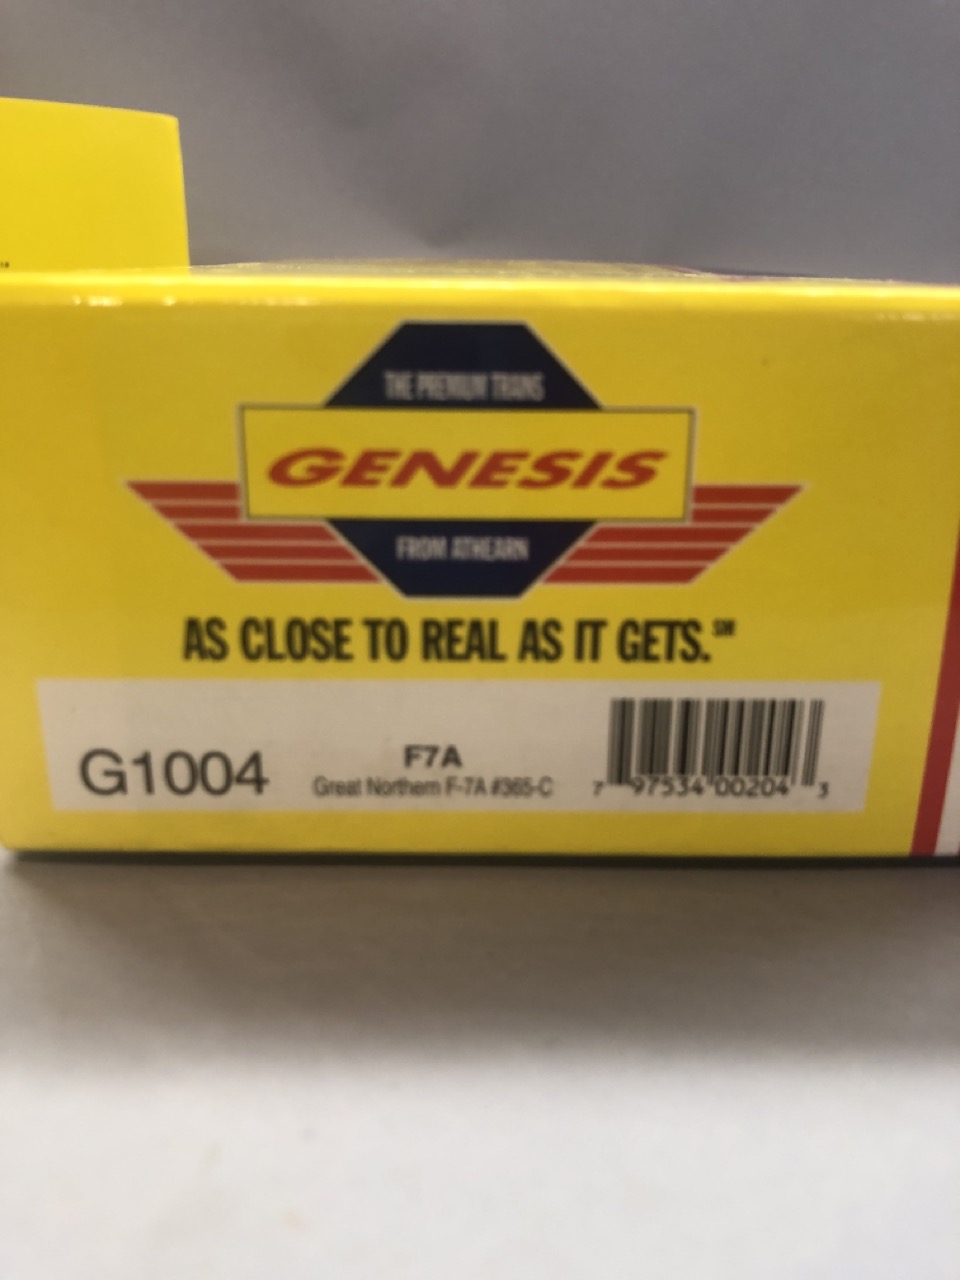 THE PREMIUM TRAINS
GENESIS
FROM ATHEARN
AS CLOSE TO REAL AS IT GETS.℠
G1004
F7A
Great Northern F-7A #365-C
7 97534 00204 3